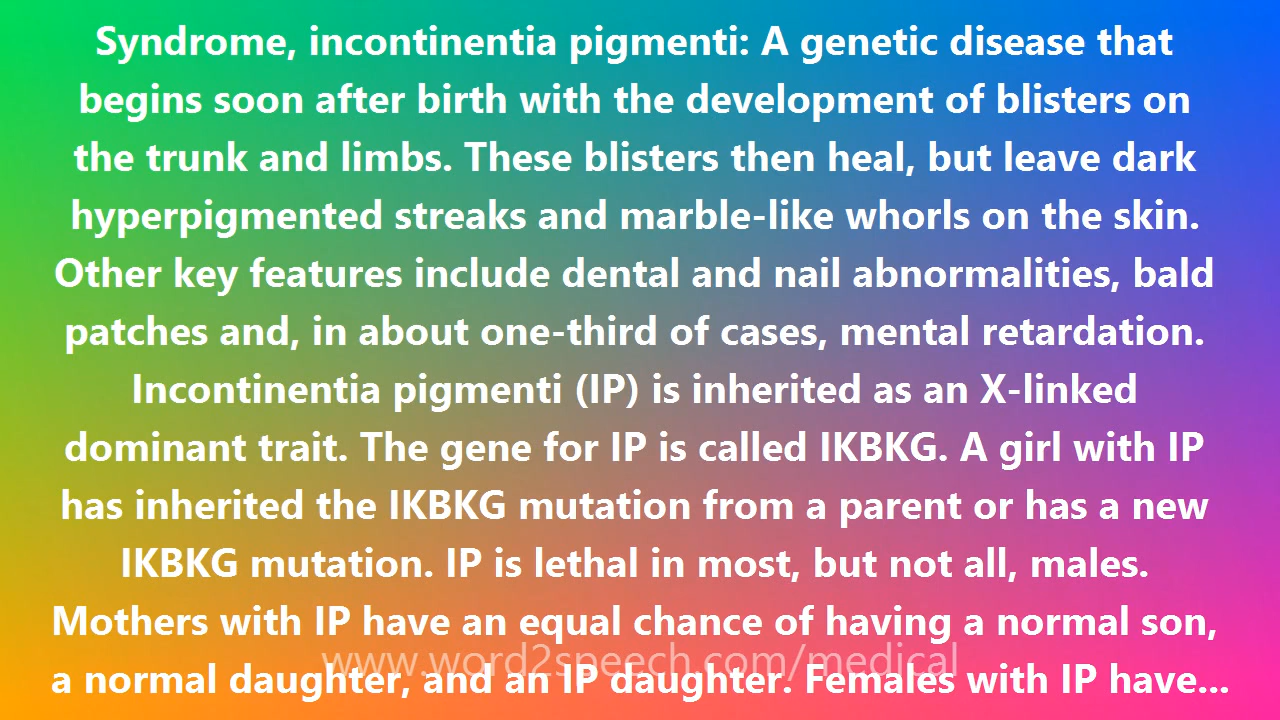 Syndrome, incontinentia pigmenti: A genetic disease that
begins soon after birth with the development of blisters on
the trunk and limbs. These blisters then heal, but leave dark
hyperpigmented streaks and marble-like whorls on the skin.
Other key features include dental and nail abnormalities, bald
patches and, in about one-third of cases, mental retardation.
Incontinentia pigmenti (IP) is inherited as an X-linked
dominant trait. The gene for IP is called IKBKG. A girl with IP
has inherited the IKBKG mutation from a parent or has a new
IKBKG mutation. IP is lethal in most, but not all, males.
Mothers with IP have an equal chance of having a normal son,
www.word2speech.com/medical
a normal daughter, and an IP daughter. Females with IP have...